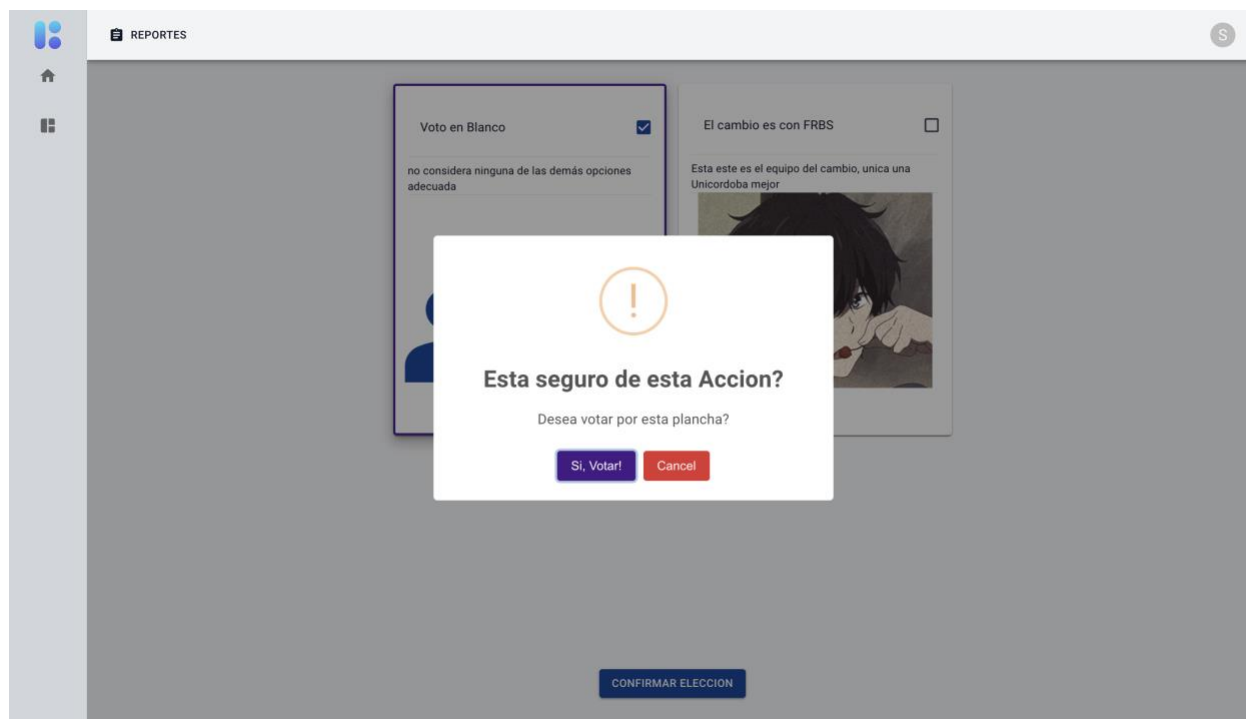 REPORTES
S
Voto en Blanco
no considera ninguna de las demás opciones
adecuada
El cambio es con FRBS
Esta este es el equipo del cambio, unica una
Unicordoba mejor
!
Esta seguro de esta Accion?
Desea votar por esta plancha?
Si, Votar!
Cancel
CONFIRMAR ELECCION